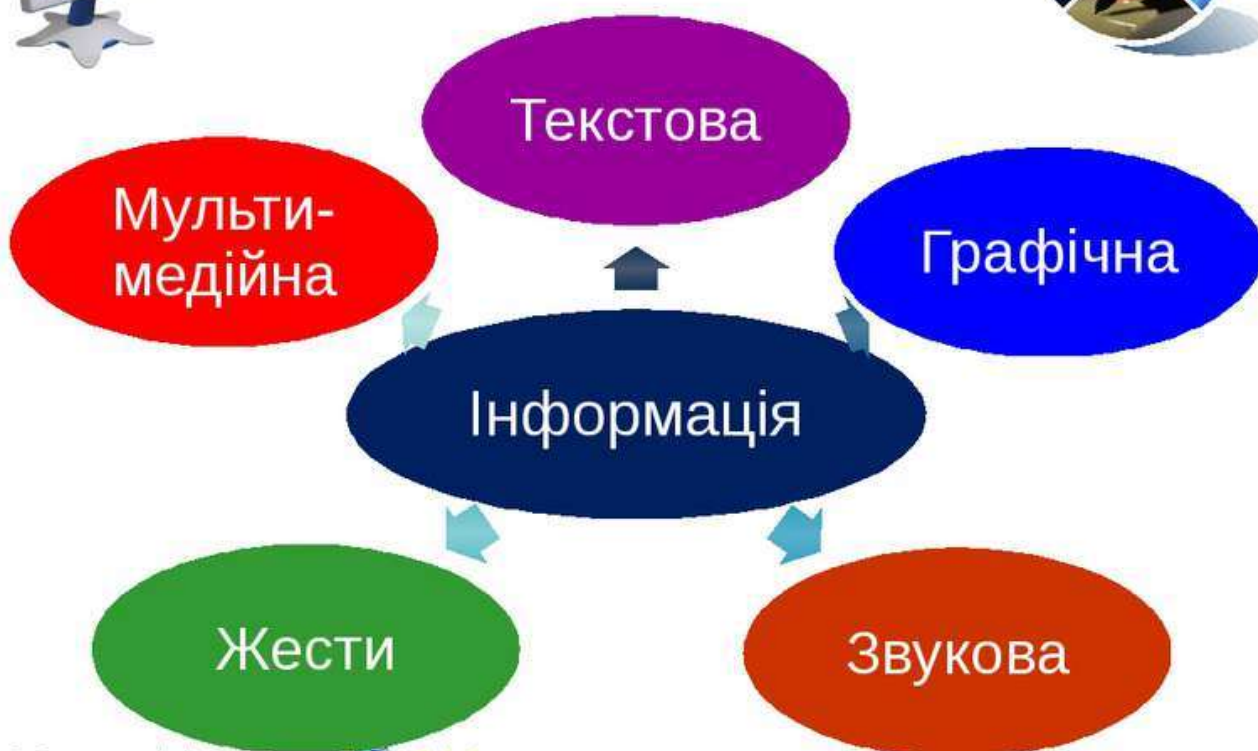 Текстова
Мульти-
медійна
Графічна
Інформація
Жести
Звукова